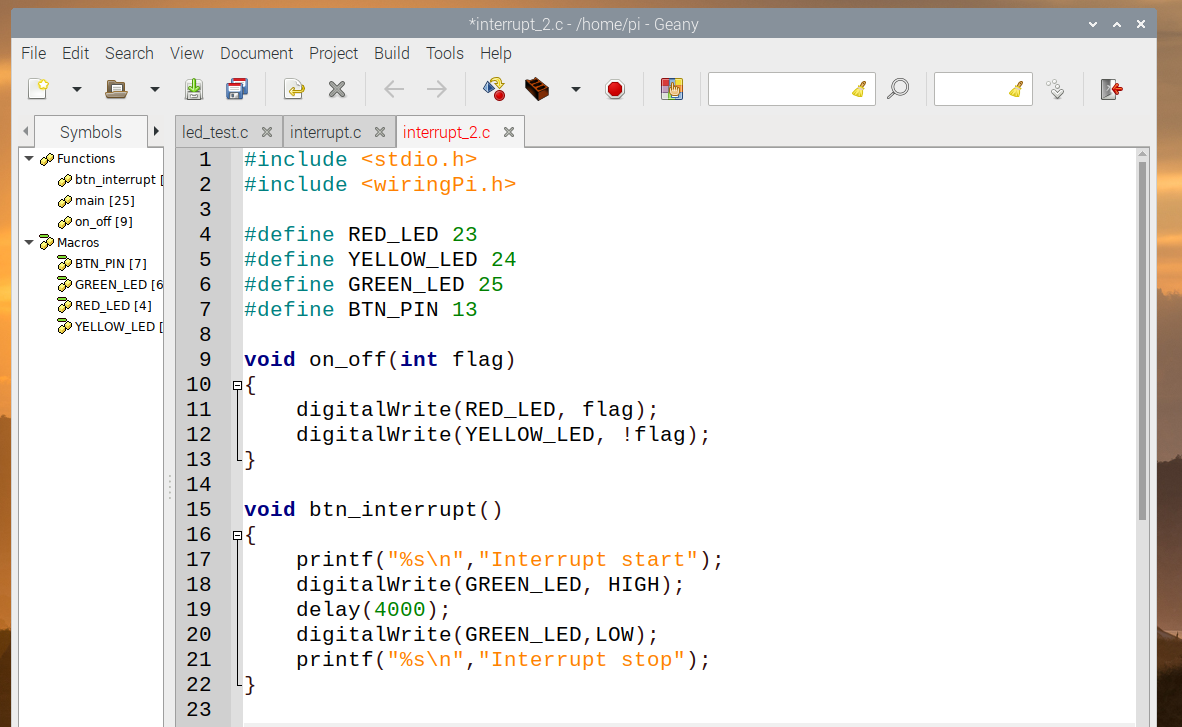 *interrupt_2.c - /home/pi - Geany
File Edit Search View Document Project Build Tools Help
Symbols
led_test.c interrupt.c interrupt_2.c
Functions
btn_interrupt [
main [25]
on_off [9]
Macros
BTN_PIN [7]
GREEN_LED [6
RED_LED [4]
YELLOW_LED [
1 #include <stdio.h>
2 #include <wiringPi.h>
3
4 #define RED_LED 23
5 #define YELLOW_LED 24
6 #define GREEN_LED 25
7 #define BTN_PIN 13
8
9 void on_off(int flag)
10 {
11     digitalWrite(RED_LED, flag);
12     digitalWrite(YELLOW_LED, !flag);
13 }
14
15 void btn_interrupt()
16 {
17     printf("%s\n","Interrupt start");
18     digitalWrite(GREEN_LED, HIGH);
19     delay(4000);
20     digitalWrite(GREEN_LED,LOW);
21     printf("%s\n","Interrupt stop");
22 }
23